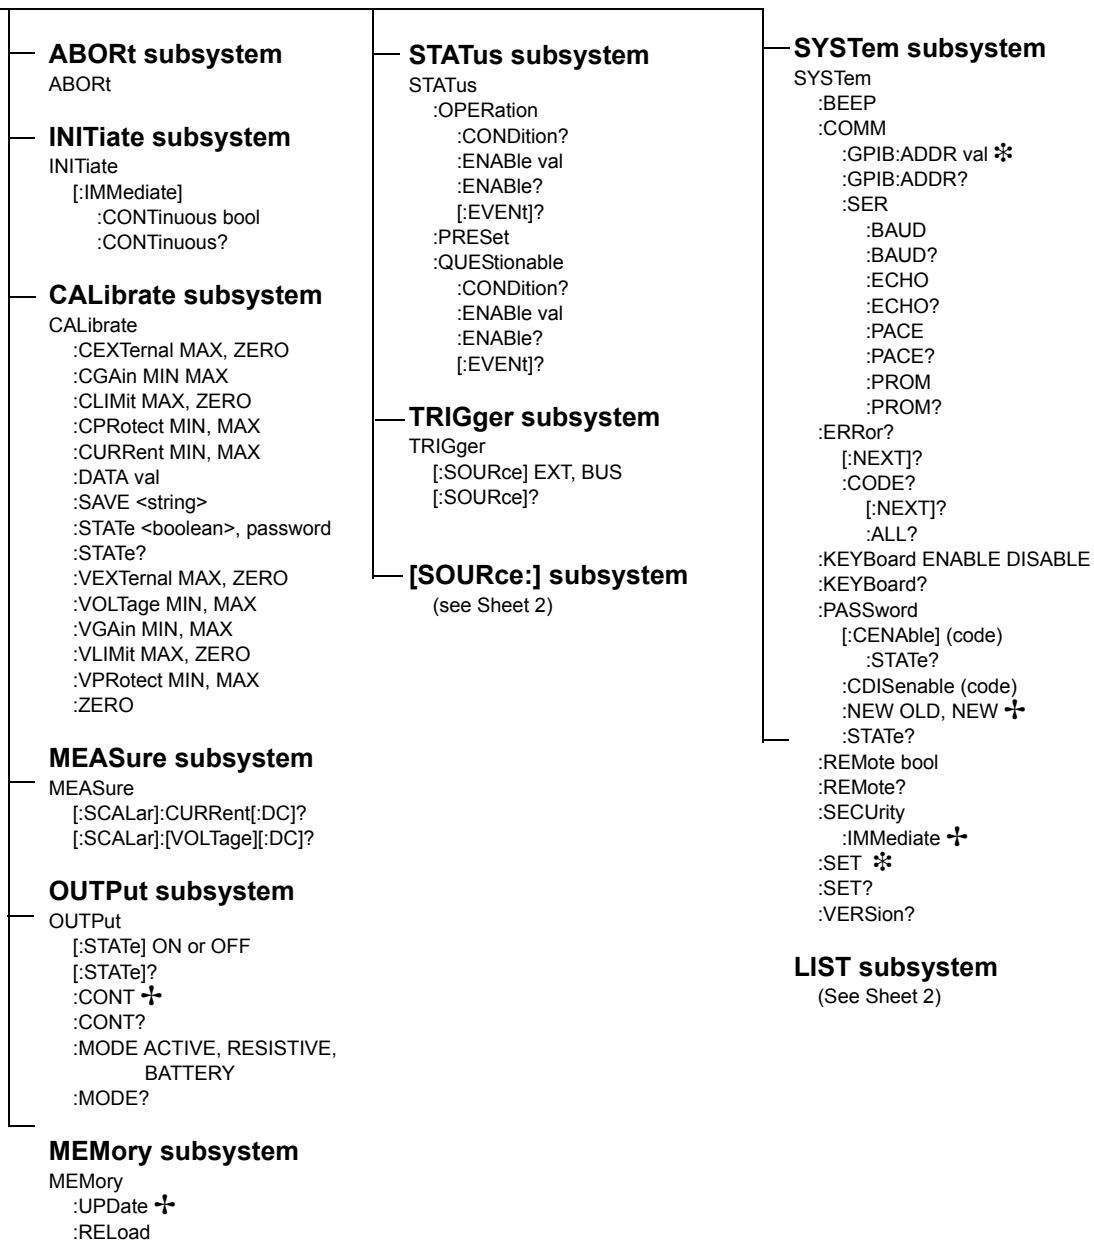 ABORt subsystem
ABORt
INITiate subsystem
INITiate
[:IMMediate]
:CONTinuous bool
:CONTinuous?
CALibrate subsystem
CALibrate
:CEXTernal MAX, ZERO
:CGAin MIN MAX
:CLIMit MAX, ZERO
:CPRotect MIN, MAX
:CURRent MIN, MAX
:DATA val
:SAVE <string>
:STATe <boolean>, password
:STATe?
:VEXTernal MAX, ZERO
:VOLTage MIN, MAX
:VGAin MIN, MAX
:VLIMit MAX, ZERO
:VPRotect MIN, MAX
:ZERO
MEASure subsystem
MEASure
[:SCALar]:CURRent[:DC]?
[:SCALar]:[VOLTage][:DC]?
OUTPut subsystem
OUTPut
[:STATe] ON or OFF
[:STATe]?
:CONT ✢
:CONT?
:MODE ACTIVE, RESISTIVE,
BATTERY
:MODE?
MEMory subsystem
MEMory
:UPDate ✢
:RELoad
STATus subsystem
STATus
:OPERation
:CONDition?
:ENABle val
:ENABle?
[:EVENt]?
:PRESet
:QUEStionable
:CONDition?
:ENABle val
:ENABle?
[:EVENt]?
TRIGger subsystem
TRIGger
[:SOURce] EXT, BUS
[:SOURce]?
[SOURce:] subsystem
(see Sheet 2)
SYSTem subsystem
SYSTem
:BEEP
:COMM
:GPIB:ADDR val ✻
:GPIB:ADDR?
:SER
:BAUD
:BAUD?
:ECHO
:ECHO?
:PACE
:PACE?
:PROM
:PROM?
:ERRor?
[:NEXT]?
:CODE?
[:NEXT]?
:ALL?
:KEYBoard ENABLE DISABLE
:KEYBoard?
:PASSword
[:CENAble] (code)
:STATe?
:CDISenable (code)
:NEW OLD, NEW ✢
:STATe?
:REMote bool
:REMote?
:SECUrity
:IMMediate ✢
:SET ✻
:SET?
:VERSion?
LIST subsystem
(See Sheet 2)